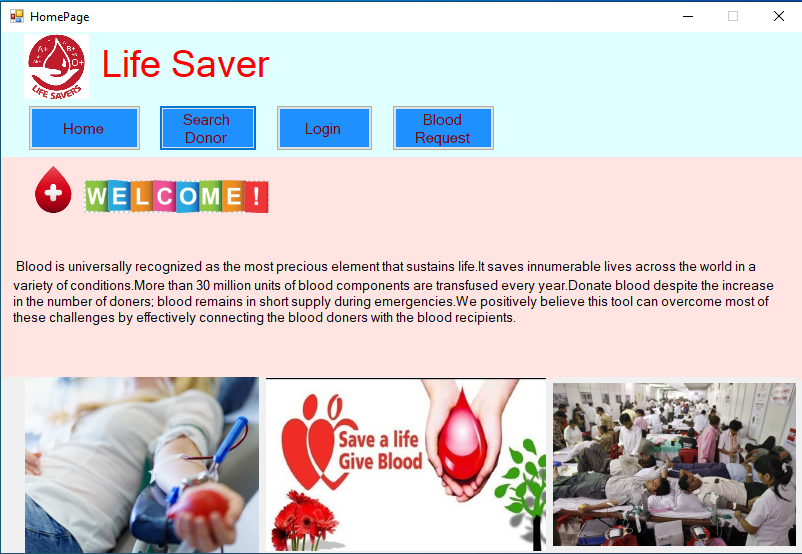 HomePage
A+ B+
O+
LIFE SAVERS
Life Saver
Home
Search
Donor
Login
Blood
Request
WELCOME!
Blood is universally recognized as the most precious element that sustains life.It saves innumerable lives across the world in a
variety of conditions.More than 30 million units of blood components are transfused every year.Donate blood despite the increase
in the number of doners; blood remains in short supply during emergencies.We positively believe this tool can overcome most of
these challenges by effectively connecting the blood doners with the blood recipients.
Save a life
Give Blood